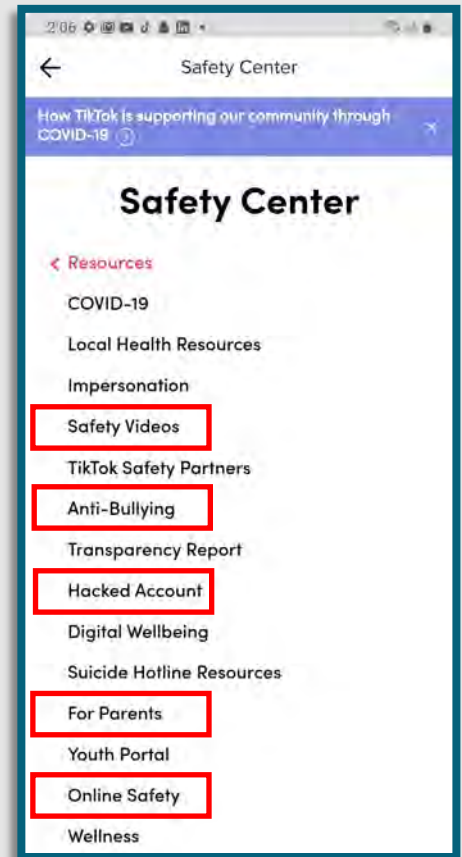 2:06
Safety Center
How TikTok is supporting our community through
COVID-19
Safety Center
Resources
COVID-19
Local Health Resources
Impersonation
Safety Videos
TikTok Safety Partners
Anti-Bullying
Transparency Report
Hacked Account
Digital Wellbeing
Suicide Hotline Resources
For Parents
Youth Portal
Online Safety
Wellness